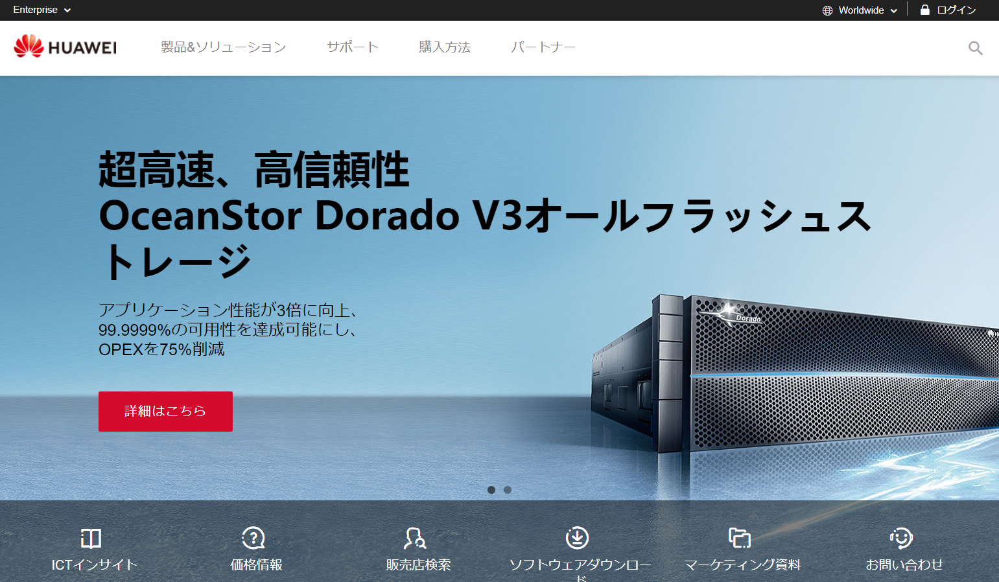 Enterprise
Worldwide
ログイン
HUAWEI
製品&ソリューション
サポート
購入方法
パートナー
超高速、高信頼性
OceanStor Dorado V3オールフラッシュス
トレージ
アプリケーション性能が3倍に向上、
99.9999%の可用性を達成可能にし、
OPEXを75%削減
Dorado
詳細はこちら
ICTインサイト
価格情報
販売店検索
ソフトウェアダウンロー
ド
マーケティング資料
お問い合わせ